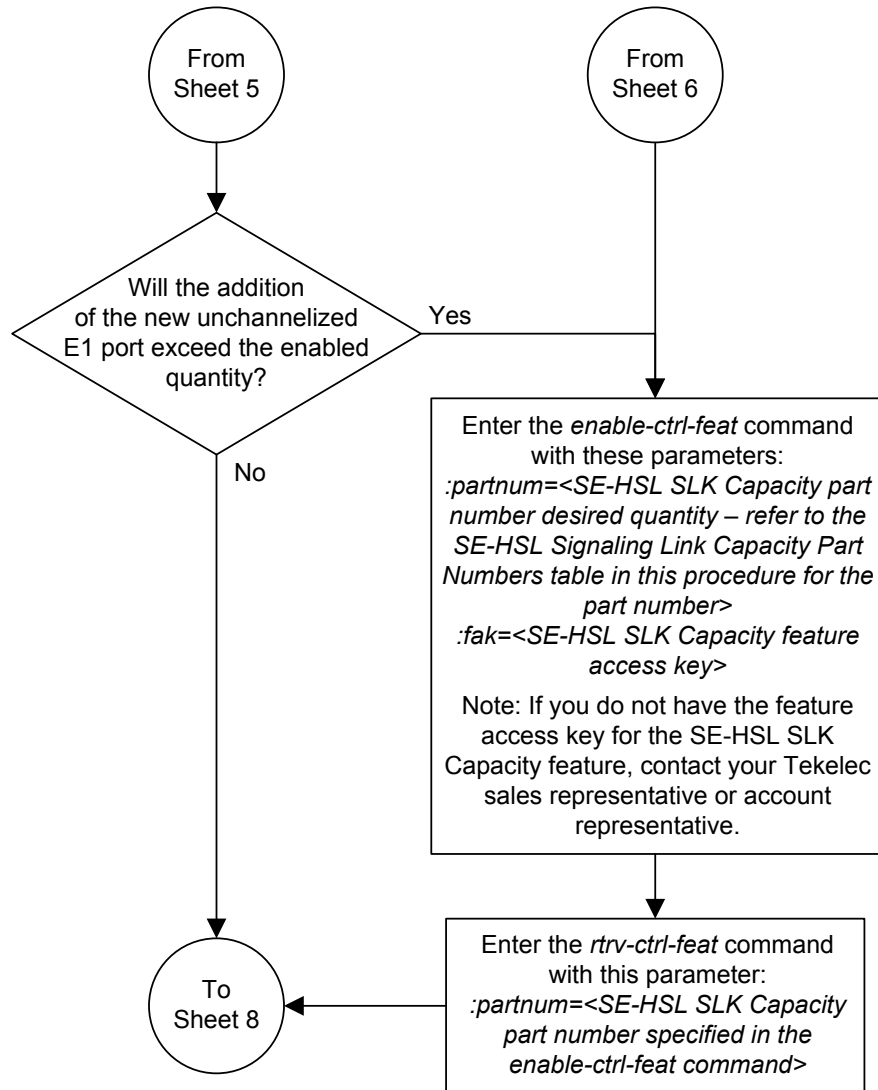 From
Sheet 5
From
Sheet 6
Will the addition
of the new unchannelized
E1 port exceed the enabled
quantity?
Yes
No
Enter the enable-ctrl-feat command
with these parameters:
:partnum=<SE-HSL SLK Capacity part
number desired quantity – refer to the
SE-HSL Signaling Link Capacity Part
Numbers table in this procedure for the
part number>
:fak=<SE-HSL SLK Capacity feature
access key>
Note: If you do not have the feature
access key for the SE-HSL SLK
Capacity feature, contact your Tekelec
sales representative or account
representative.
To
Sheet 8
Enter the rtrv-ctrl-feat command
with this parameter:
:partnum=<SE-HSL SLK Capacity
part number specified in the
enable-ctrl-feat command>